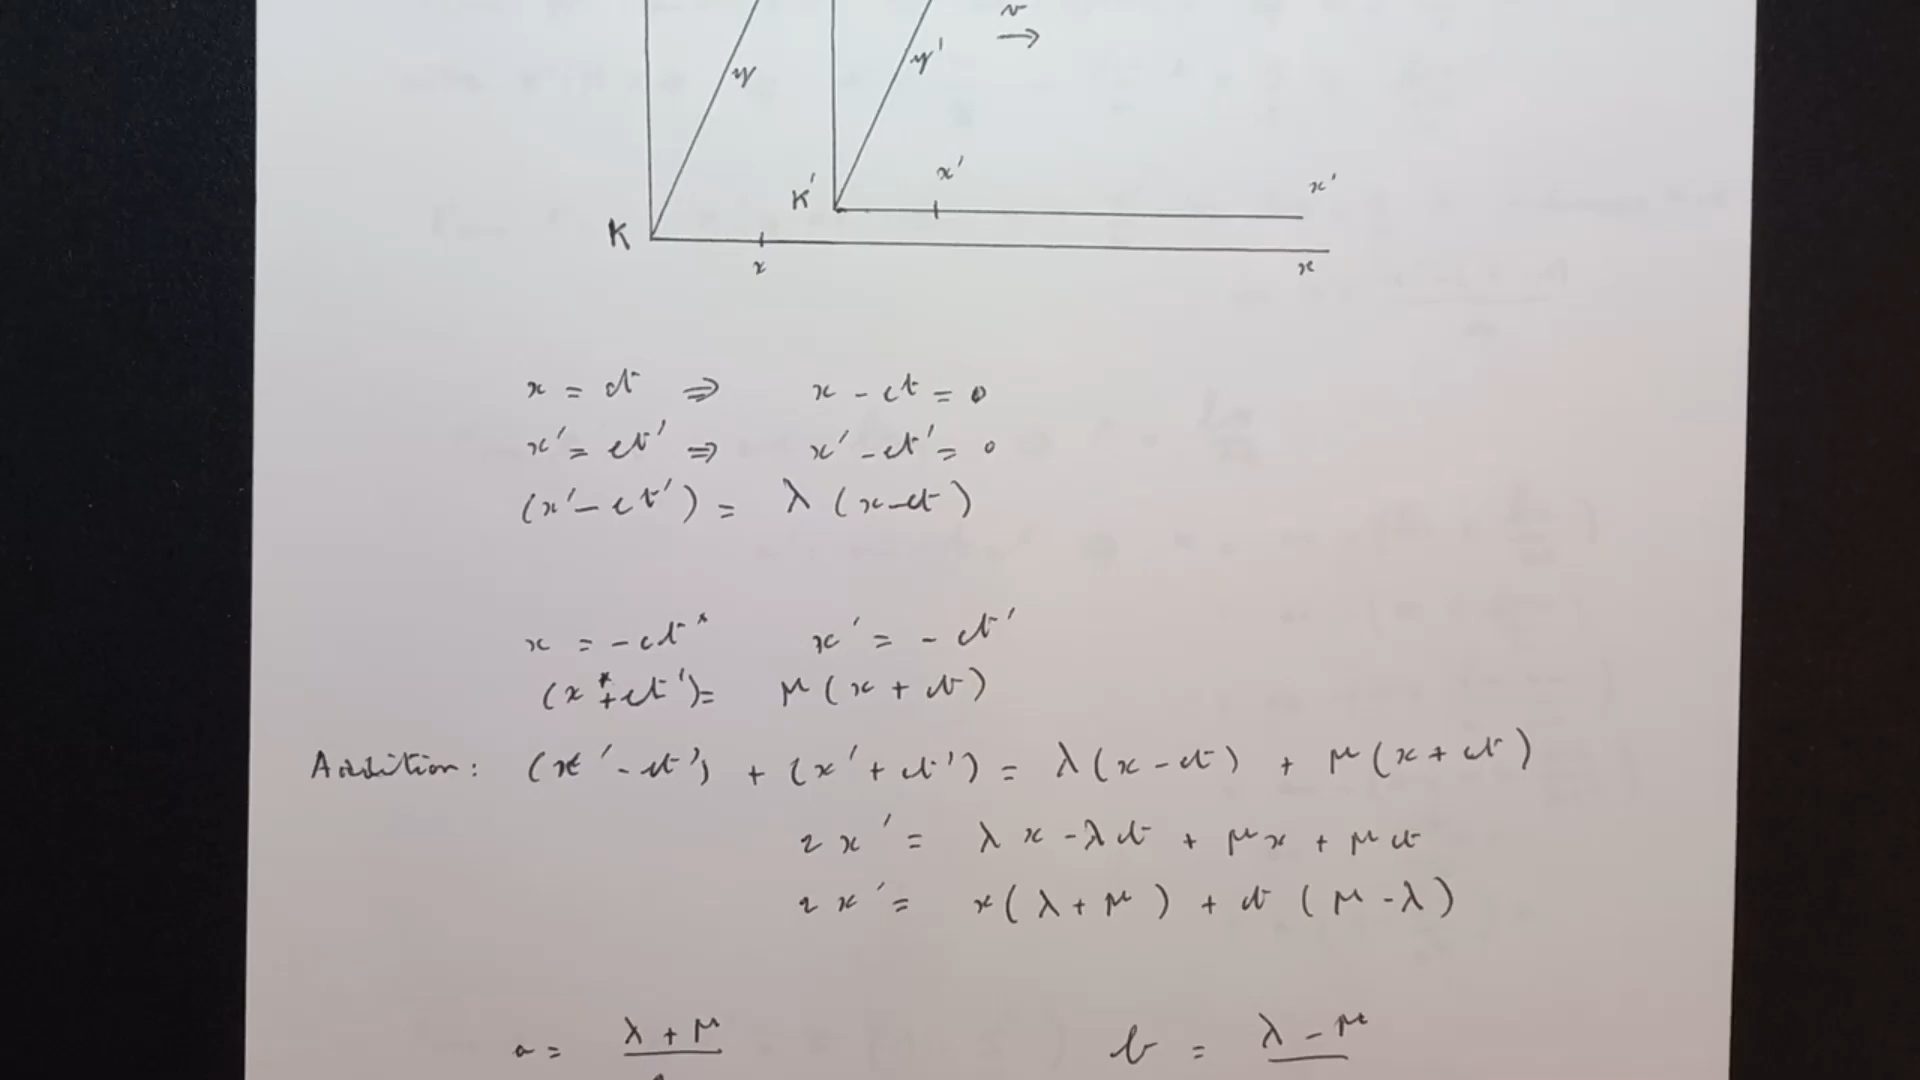 v
→
y
y'
x'
K'
x'
K
x
x
x = ct ⇒ x - ct = 0
x' = ct' ⇒ x' - ct' = 0
(x' - ct') = λ (x - ct)
x = - ct* x' = - ct'
(x* + ct') = μ (x + ct)
Addition: (x' - ct') + (x' + ct') = λ (x - ct) + μ (x + ct)
2x' = λx - λct + μx + μct
2x' = x(λ + μ) + ct (μ - λ)
a = λ + μ b = λ - μ